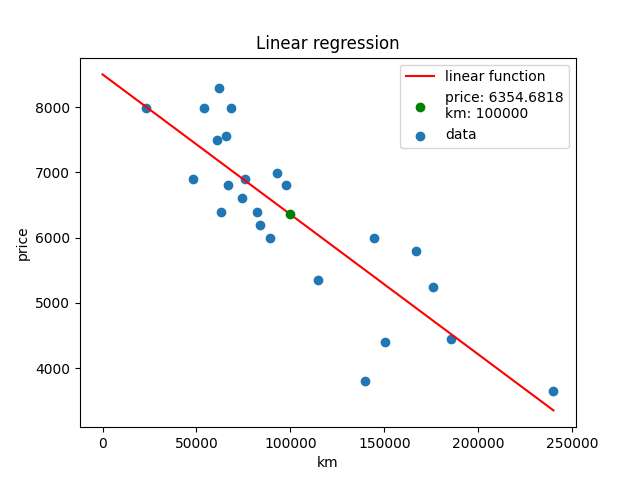 Linear regression
linear function
price: 6354.6818
km: 100000
data
price
8000
7000
6000
5000
4000
0
50000
100000
150000
200000
250000
km